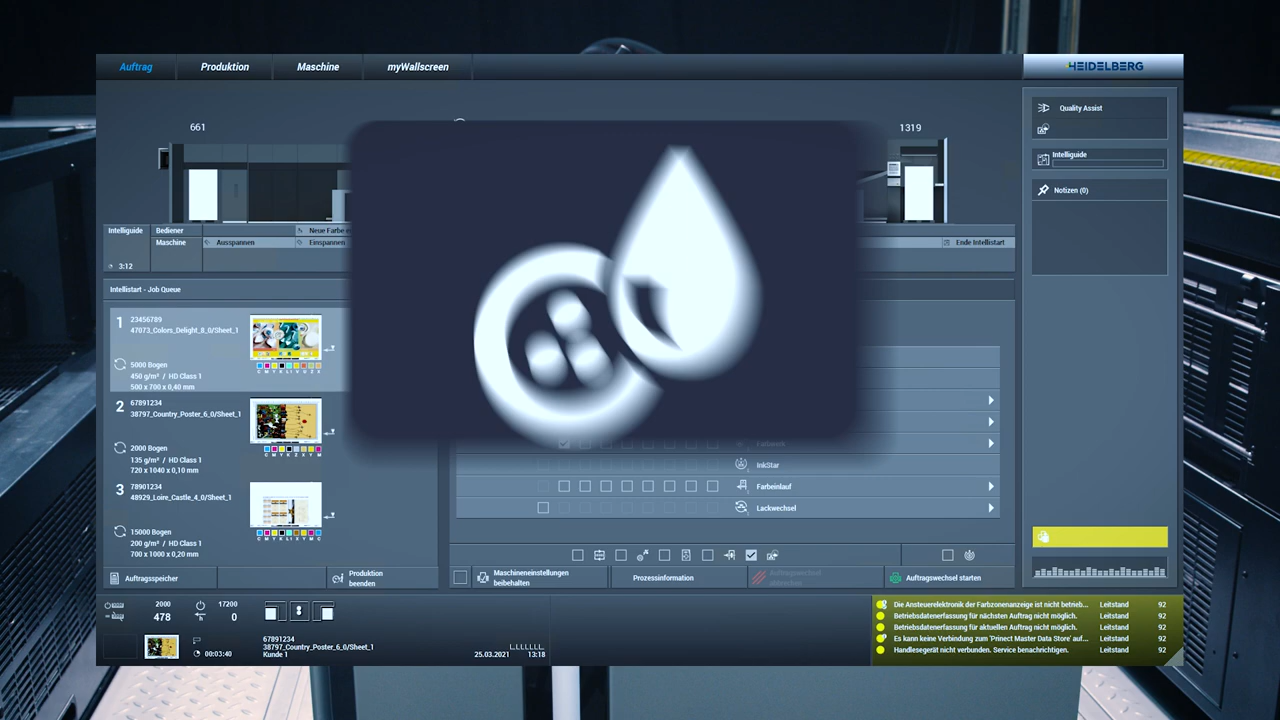 Auftrag
Produktion
Maschine
myWallscreen
HEIDELBERG
661
1319
Quality Assist
Intelliguide
Notizen (0)
Intelliguide
Bediener
Neue Farbe
Maschine
Ausspannen
Einspannen
Ende Intellistart
3:12
Intellistart - Job Queue
1
23456789
47073_Colors_Delight_8_0/Sheet_1
5000 Bogen
450 g/m² / HD Class 1
500 x 700 x 0,40 mm
2
67891234
38797_Country_Poster_6_0/Sheet_1
2000 Bogen
135 g/m² / HD Class 1
720 x 1040 x 0,10 mm
3
78901234
48929_Loire_Castle_4_0/Sheet_1
15000 Bogen
200 g/m² / HD Class 1
700 x 1000 x 0,20 mm
Farbwerk
InkStar
Farbeinlauf
Lackwechsel
Auftragsspeicher
Produktion
beenden
Maschineneinstellungen
beibehalten
Prozessinformation
Auftragswechsel
abbrechen
Auftragswechsel starten
2000
478
17200
0
00:03:40
67891234
38797_Country_Poster_6_0/Sheet_1
Kunde 1
25.03.2021
13:18
Die Ansteuerelektronik der Farbzonenanzeige ist nicht betrieb... Leitstand 92
Betriebsdatenerfassung für nächsten Auftrag nicht möglich. Leitstand 92
Betriebsdatenerfassung für aktuellen Auftrag nicht möglich. Leitstand 92
Es kann keine Verbindung zum 'Prinect Master Data Store' auf... Leitstand 92
Handlesegerät nicht verbunden. Service benachrichtigen. Leitstand 92